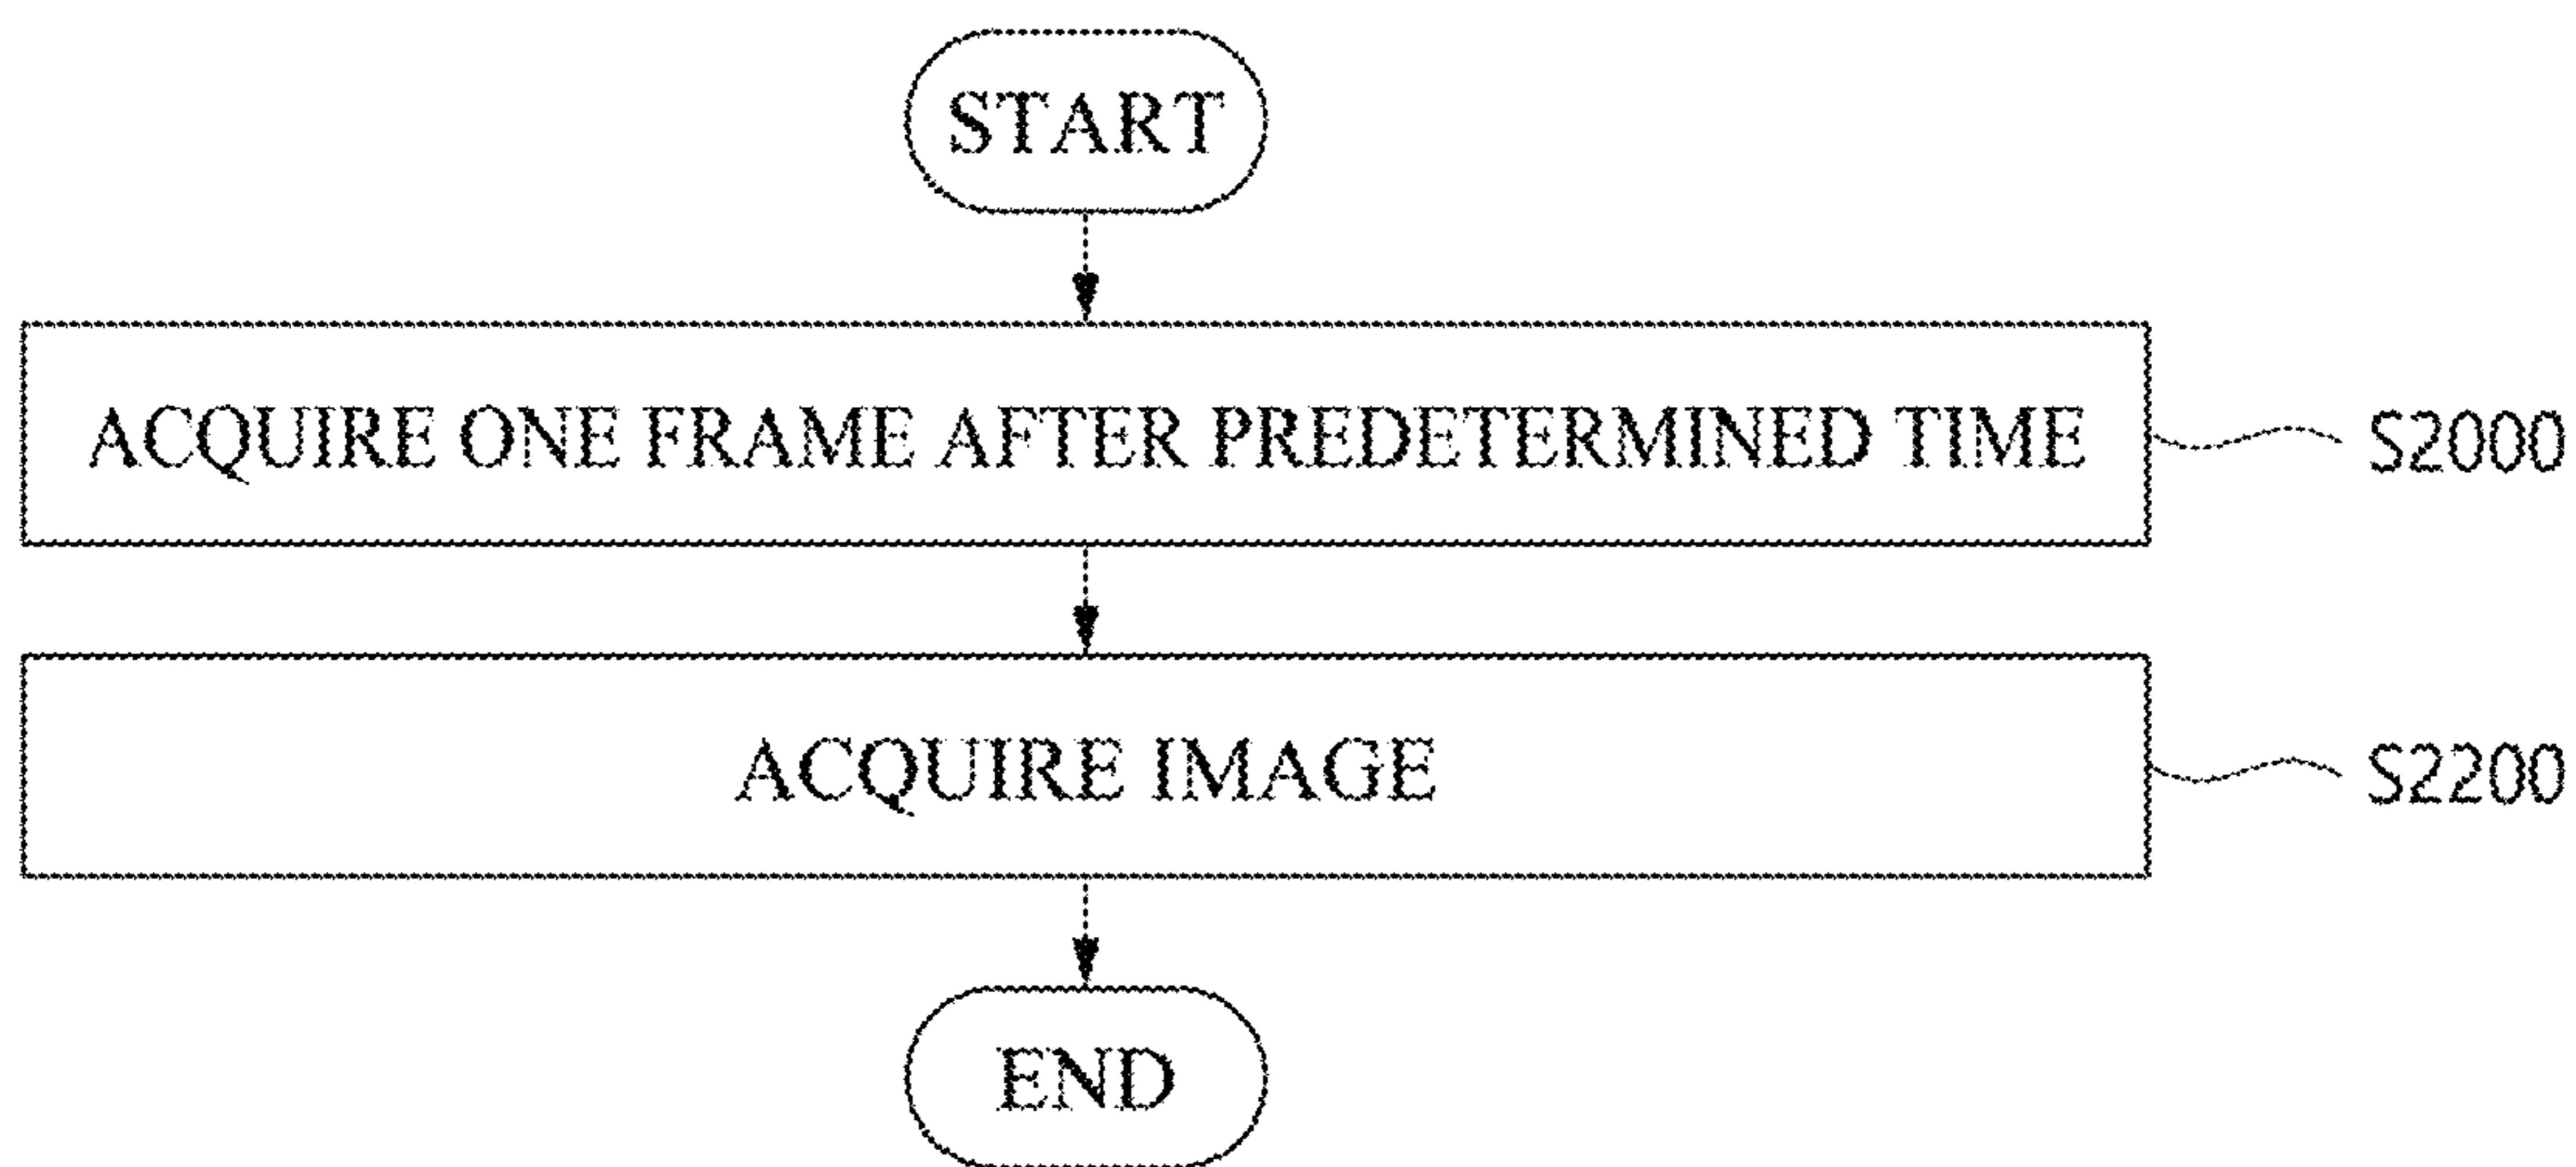 START
ACQUIRE ONE FRAME AFTER PREDETERMINED TIME
S2000
ACQUIRE IMAGE
S2200
END